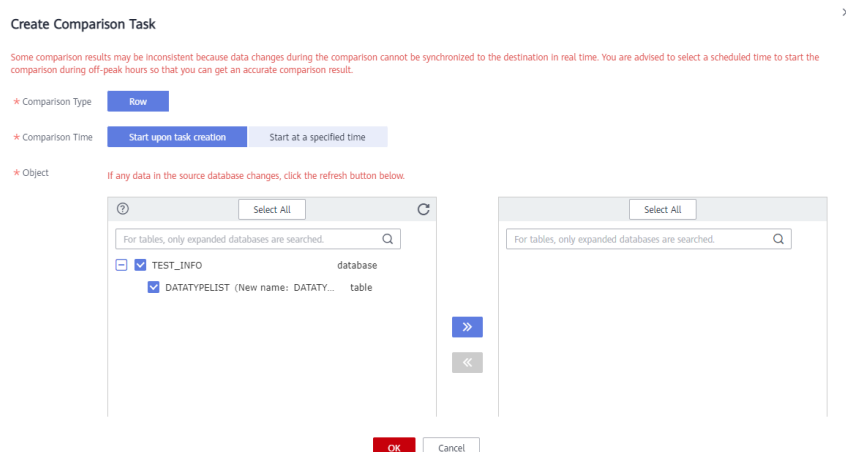 Create Comparison Task
Some comparison results may be inconsistent because data changes during the comparison cannot be synchronized to the destination in real time. You are advised to select a scheduled time to start the
comparison during off-peak hours so that you can get an accurate comparison result.
* Comparison Type Row
* Comparison Time Start upon task creation Start at a specified time
* Object If any data in the source database changes, click the refresh button below.
Select All Select All
For tables, only expanded databases are searched. For tables, only expanded databases are searched.
TEST_INFO database
DATATYPELIST (New name: DATATY... table
OK Cancel